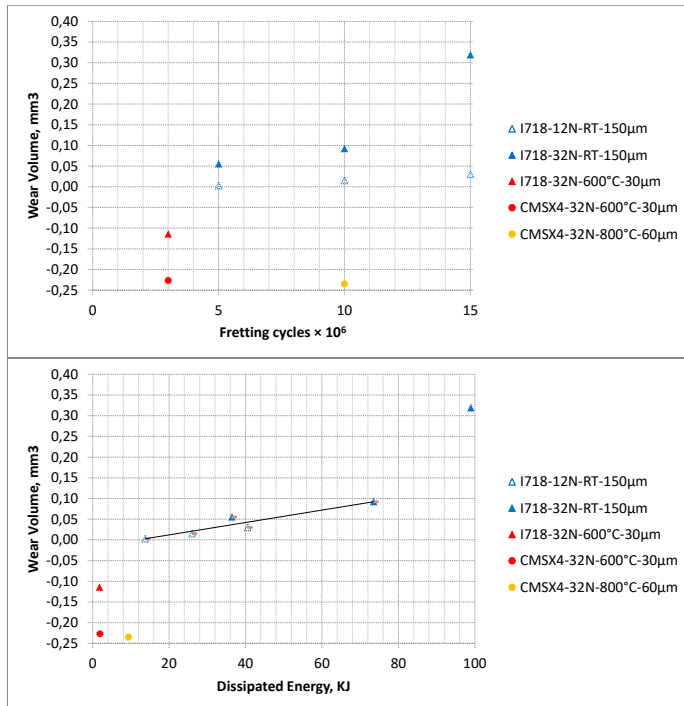 0,40
0,35
0,30
0,25
0,20
0,15
0,10
0,05
0,00
-0,05
-0,10
-0,15
-0,20
-0,25
Wear Volume, mm3
0 5 10 15
Fretting cycles × 10⁶
I718-12N-RT-150µm
I718-32N-RT-150µm
I718-32N-600°C-30µm
CMSX4-32N-600°C-30µm
CMSX4-32N-800°C-60µm
0,40
0,35
0,30
0,25
0,20
0,15
0,10
0,05
0,00
-0,05
-0,10
-0,15
-0,20
-0,25
Wear Volume, mm3
0 20 40 60 80 100
Dissipated Energy, KJ
I718-12N-RT-150µm
I718-32N-RT-150µm
I718-32N-600°C-30µm
CMSX4-32N-600°C-30µm
CMSX4-32N-800°C-60µm